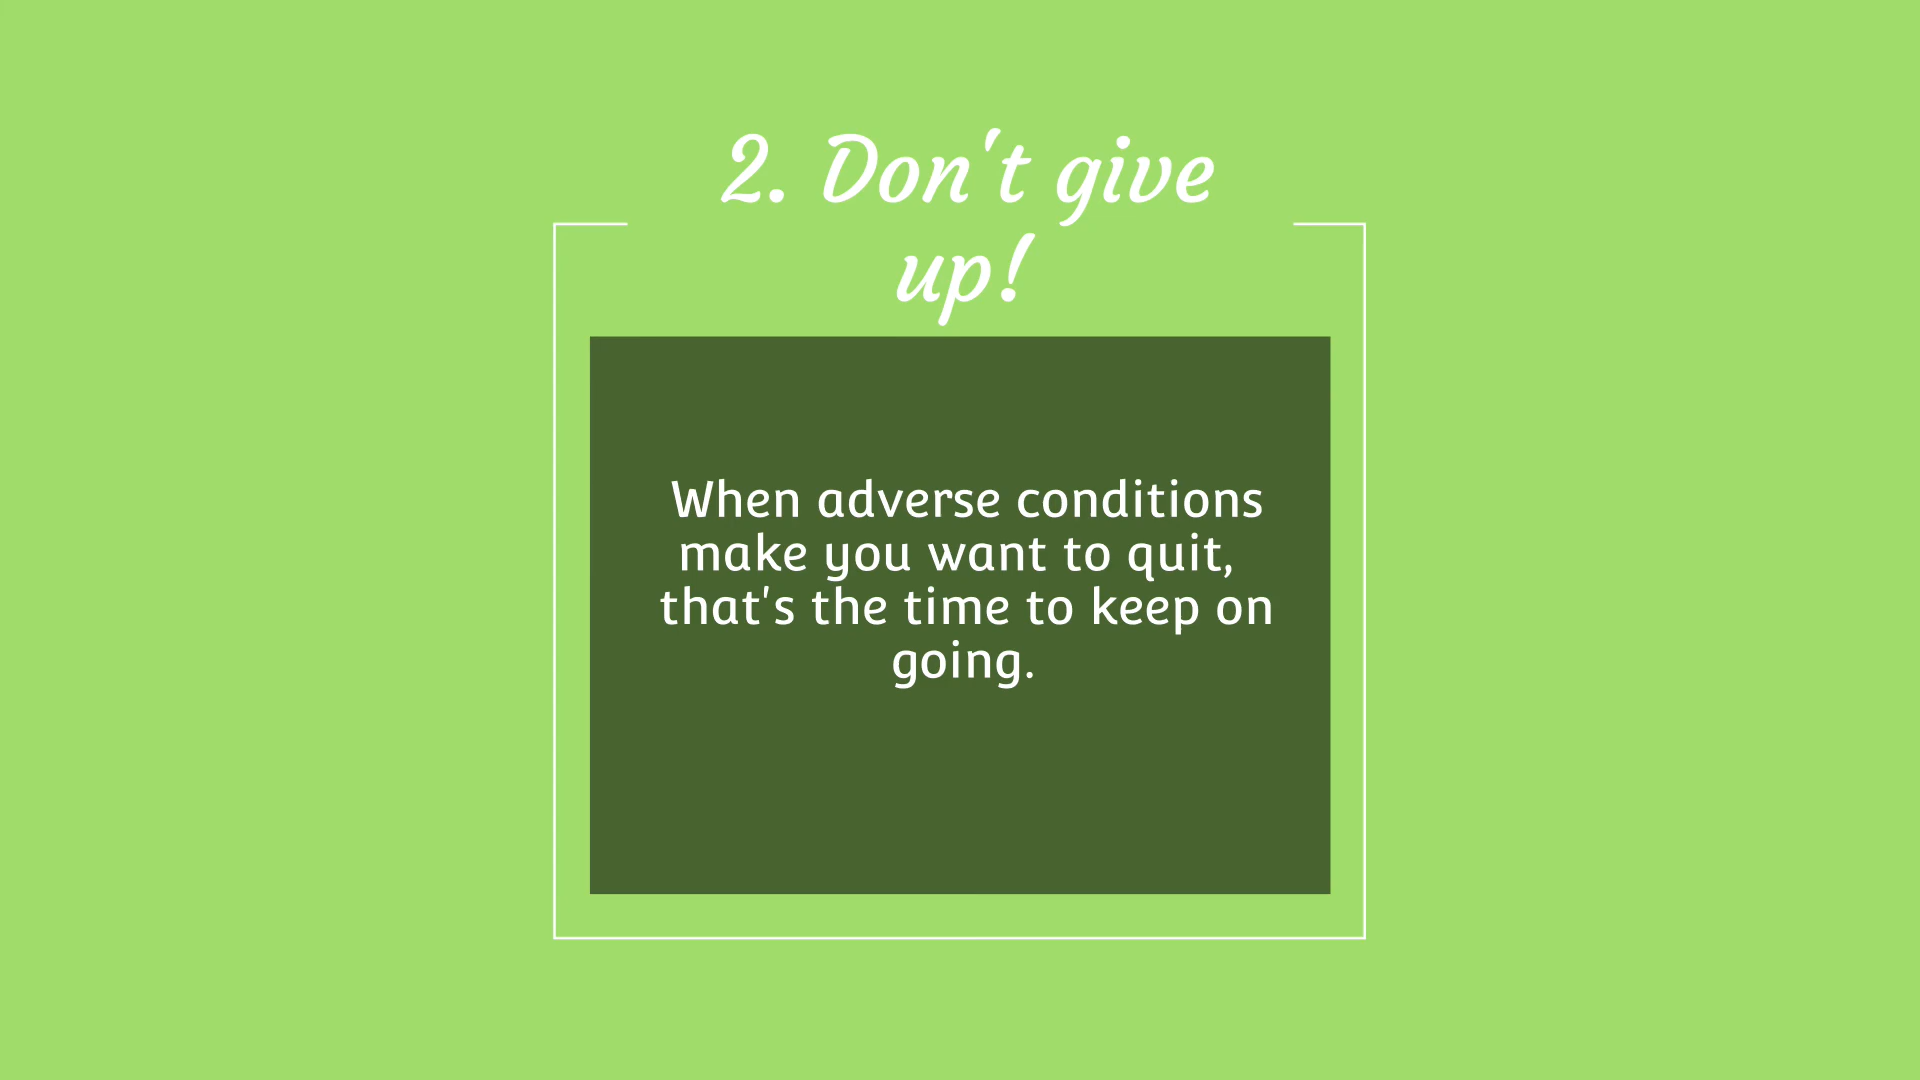 2. Don't give
up!
When adverse conditions
make you want to quit,
that's the time to keep on
going.